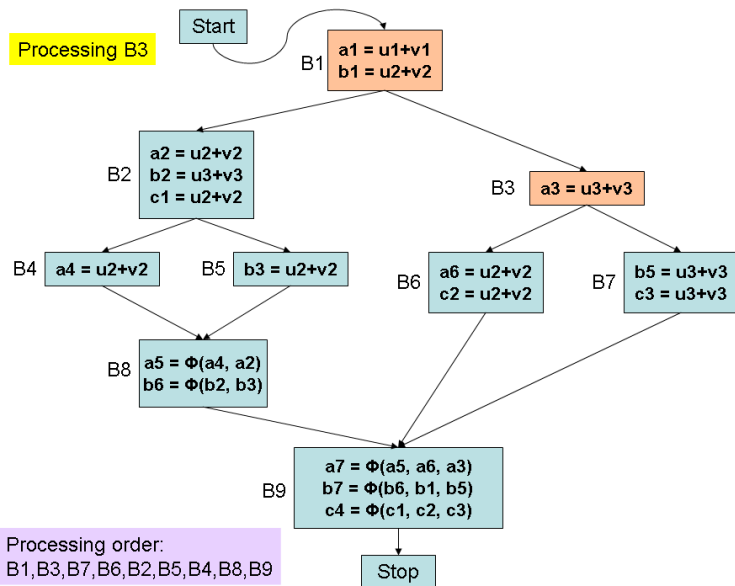 Start
Processing B3
B1
a1 = u1+v1
b1 = u2+v2
B2
a2 = u2+v2
b2 = u3+v3
c1 = u2+v2
B3
a3 = u3+v3
B4
a4 = u2+v2
B5
b3 = u2+v2
B6
a6 = u2+v2
c2 = u2+v2
B7
b5 = u3+v3
c3 = u3+v3
B8
a5 = Φ(a4, a2)
b6 = Φ(b2, b3)
B9
a7 = Φ(a5, a6, a3)
b7 = Φ(b6, b1, b5)
c4 = Φ(c1, c2, c3)
Processing order:
B1,B3,B7,B6,B2,B5,B4,B8,B9
Stop